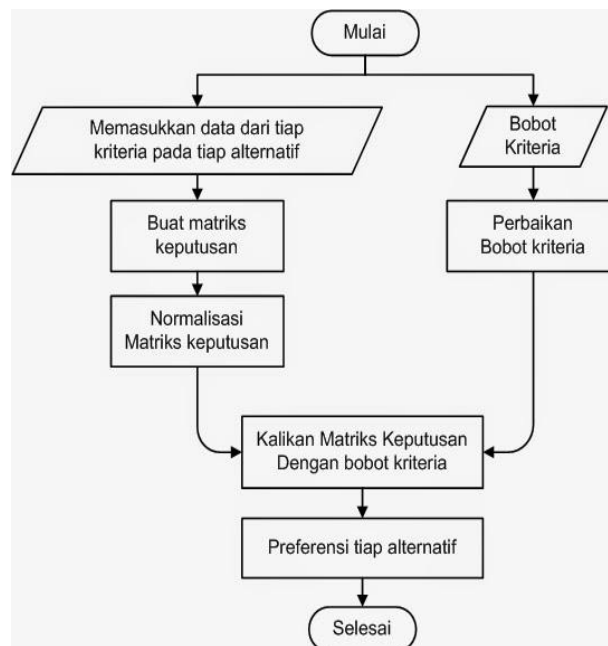 Mulai
Memasukkan data dari tiap
kriteria pada tiap alternatif
Bobot
Kriteria
Buat matriks
keputusan
Perbaikan
Bobot kriteria
Normalisasi
Matriks keputusan
Kalikan Matriks Keputusan
Dengan bobot kriteria
Preferensi tiap alternatif
Selesai